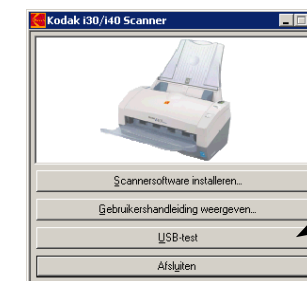 Kodak i30/i40 Scanner
Scannersoftware installeren...
Gebruikershandleiding weergeven...
USB-test
Afsluiten